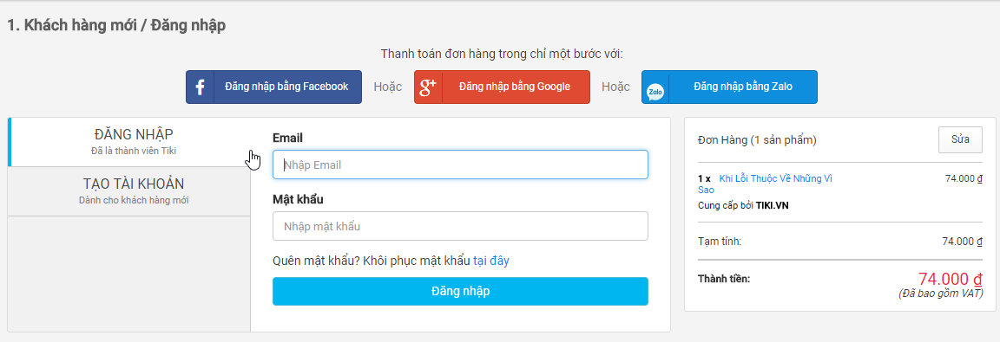 1. Khách hàng mới / Đăng nhập
Thanh toán đơn hàng trong chỉ một bước với:
f Đăng nhập bằng Facebook
Hoặc
g+ Đăng nhập bằng Google
Hoặc
Zalo Đăng nhập bằng Zalo
ĐĂNG NHẬP
Đã là thành viên Tiki
TẠO TÀI KHOẢN
Dành cho khách hàng mới
Email
Nhập Email
Mật khẩu
Nhập mật khẩu
Quên mật khẩu? Khôi phục mật khẩu tại đây
Đăng nhập
Đơn Hàng (1 sản phẩm)
Sửa
1 x Khi Lỗi Thuộc Về Những Vì 74.000 ₫
Sao
Cung cấp bởi TIKI.VN
Tạm tính: 74.000 ₫
Thành tiền: 74.000 ₫
(Đã bao gồm VAT)